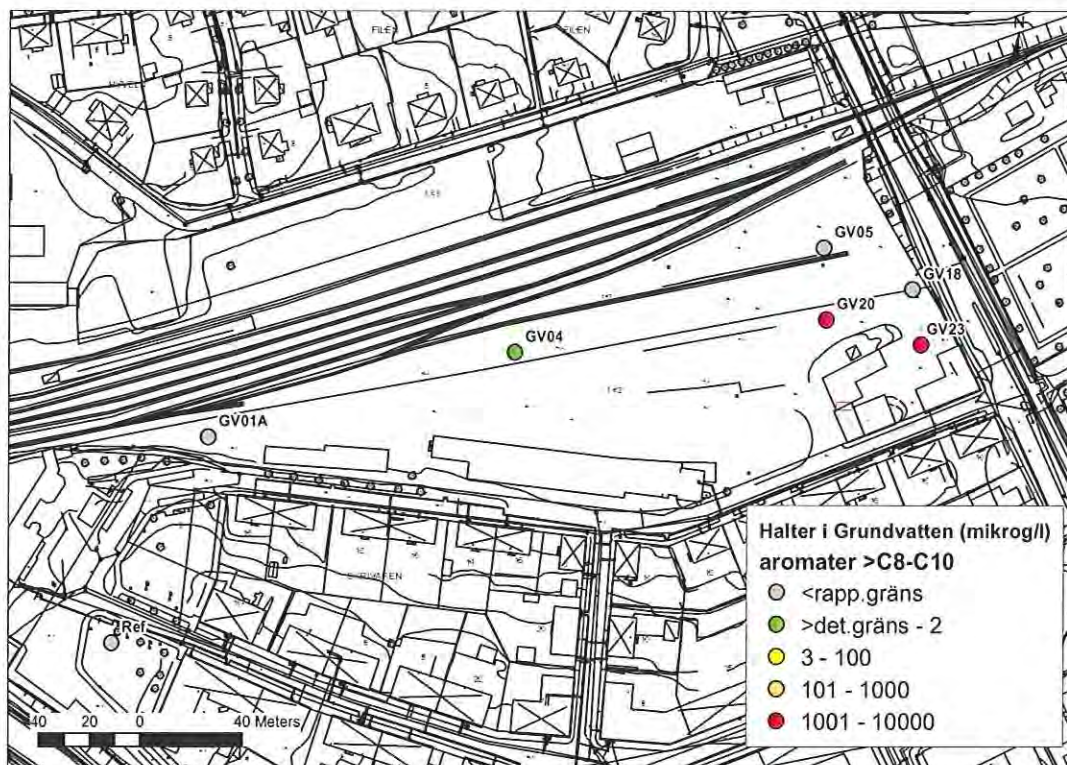 FILEN
FILEN
GV05
GV18
GV20
GV04
GV23
GV01A
Ref
40 20 0 40 Meters
Halter i Grundvatten (mikrog/l)
aromater >C8-C10
<rapp.gräns
>det.gräns - 2
3 - 100
101 - 1000
1001 - 10000